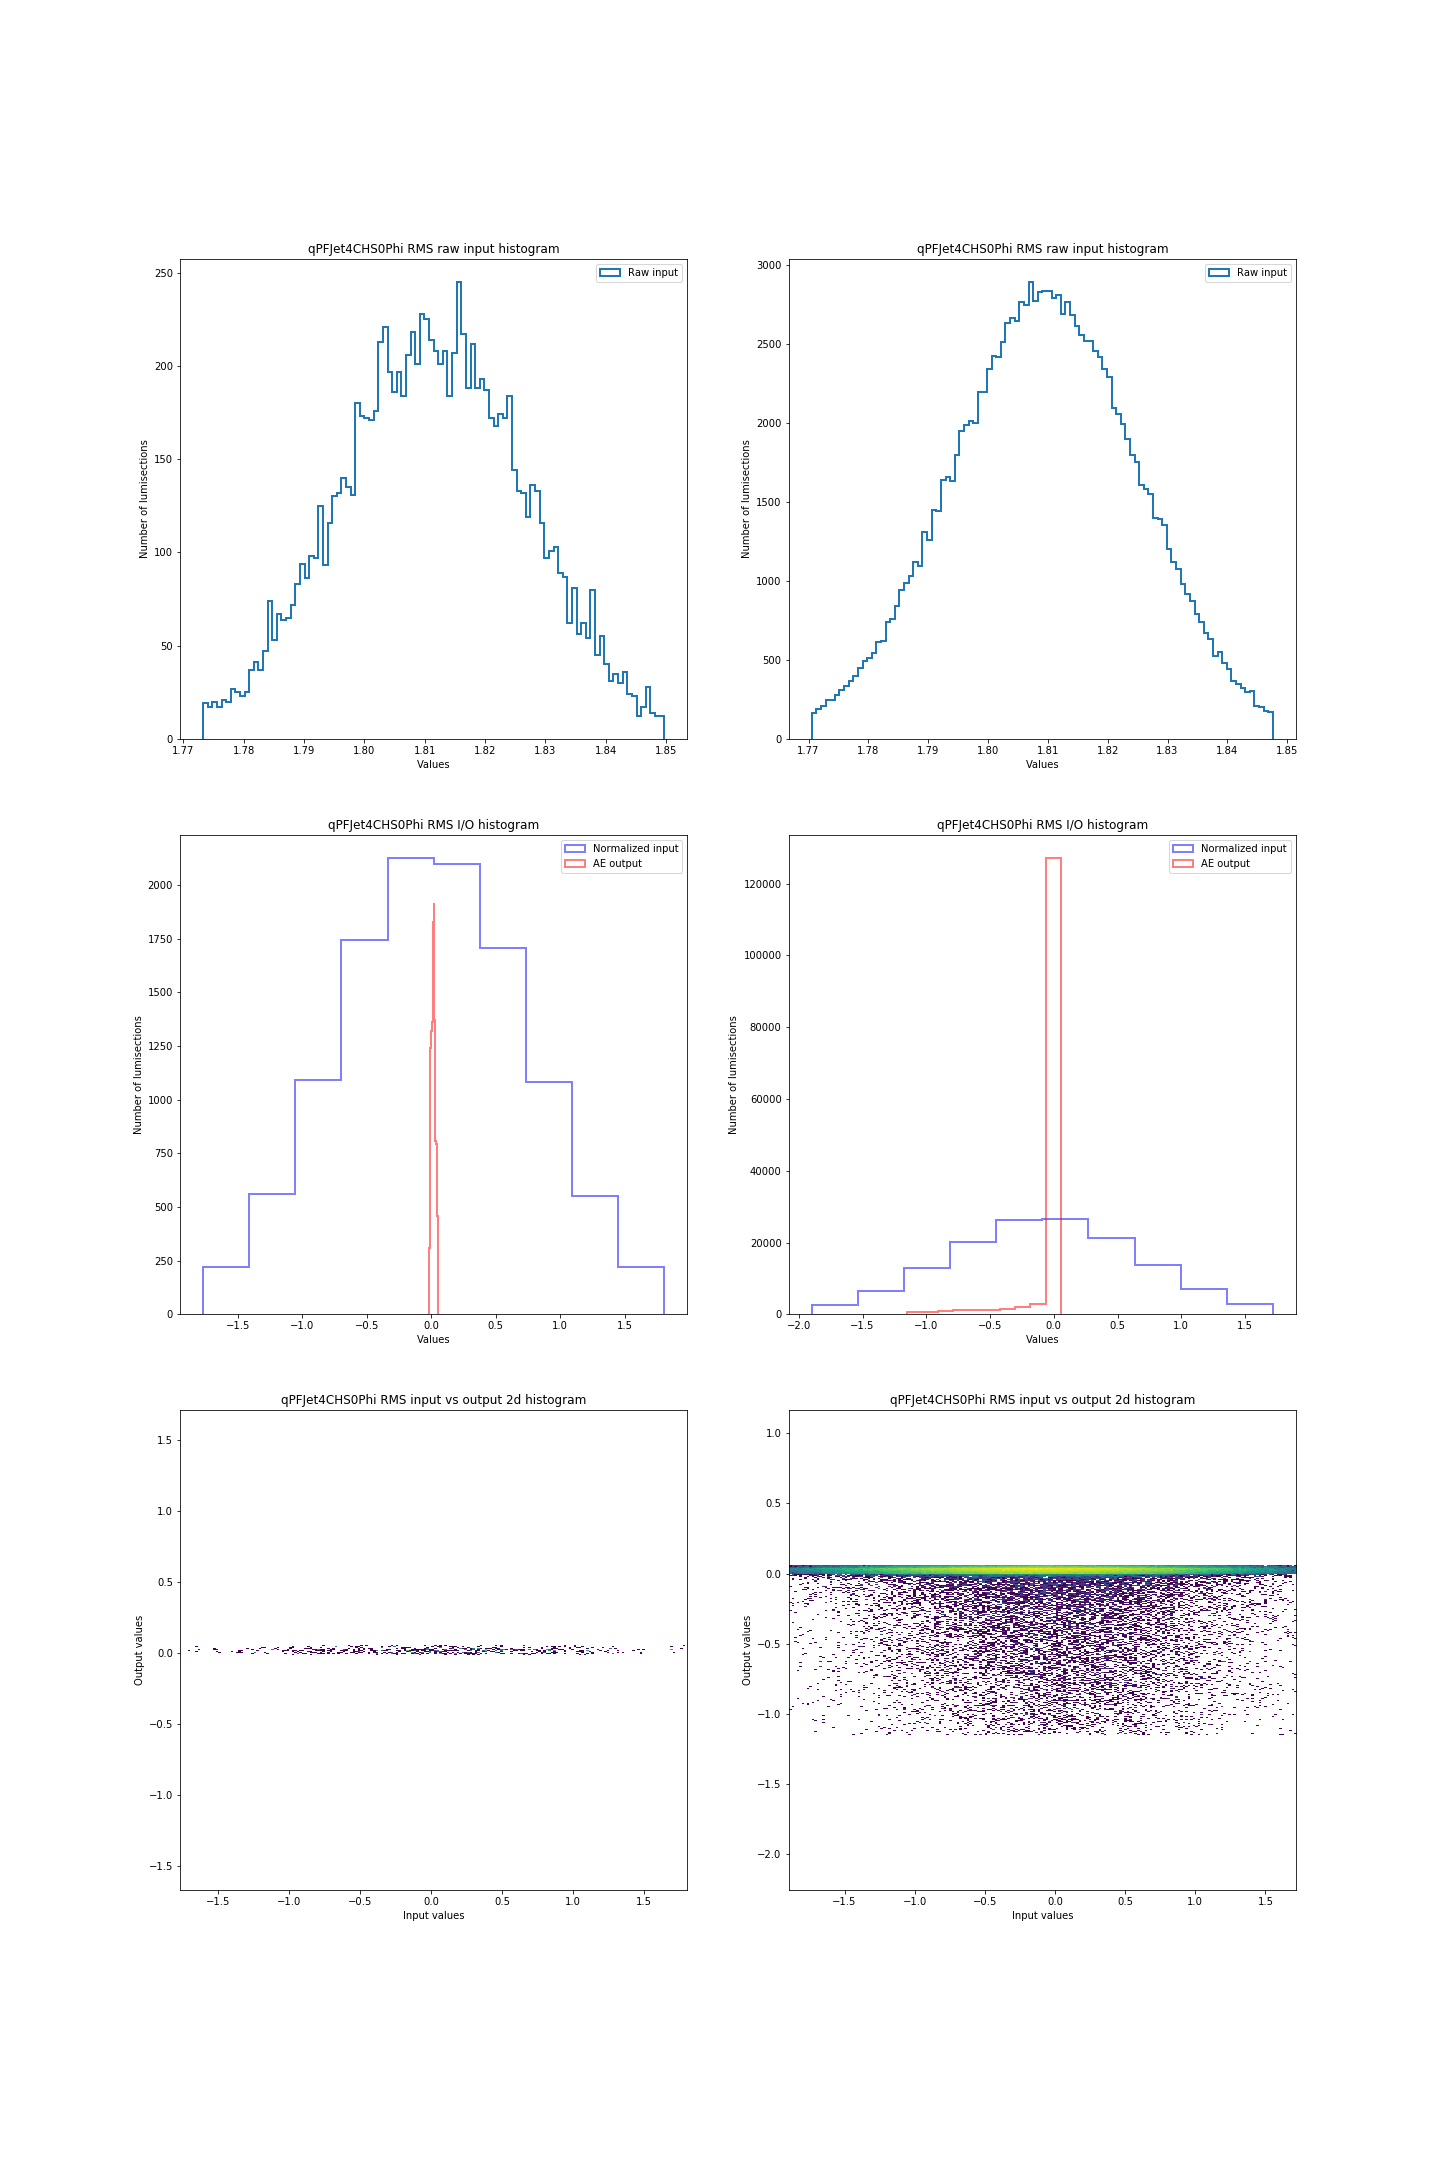 qPFJet4CHS0Phi RMS raw input histogram
Raw input
250
200
150
100
50
0
Number of lumisections
1.77 1.78 1.79 1.80 1.81 1.82 1.83 1.84 1.85
Values
qPFJet4CHS0Phi RMS raw input histogram
Raw input
3000
2500
2000
1500
1000
500
0
Number of lumisections
1.77 1.78 1.79 1.80 1.81 1.82 1.83 1.84 1.85
Values
qPFJet4CHS0Phi RMS I/O histogram
Normalized input
AE output
2000
1750
1500
1250
1000
750
500
250
0
Number of lumisections
−1.5 −1.0 −0.5 0.0 0.5 1.0 1.5
Values
qPFJet4CHS0Phi RMS I/O histogram
Normalized input
AE output
120000
100000
80000
60000
40000
20000
0
Number of lumisections
−2.0 −1.5 −1.0 −0.5 0.0 0.5 1.0 1.5
Values
qPFJet4CHS0Phi RMS input vs output 2d histogram
1.5
1.0
0.5
0.0
−0.5
−1.0
−1.5
Output values
−1.5 −1.0 −0.5 0.0 0.5 1.0 1.5
Input values
qPFJet4CHS0Phi RMS input vs output 2d histogram
1.0
0.5
0.0
−0.5
−1.0
−1.5
−2.0
Output values
−1.5 −1.0 −0.5 0.0 0.5 1.0 1.5
Input values